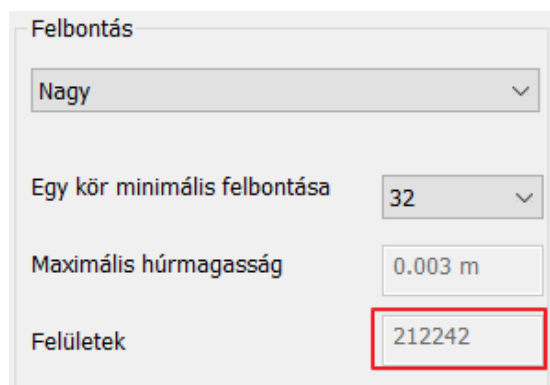 Felbontás
Nagy
Egy kör minimális felbontása
32
Maximális húrmagasság
0.003 m
Felületek
212242